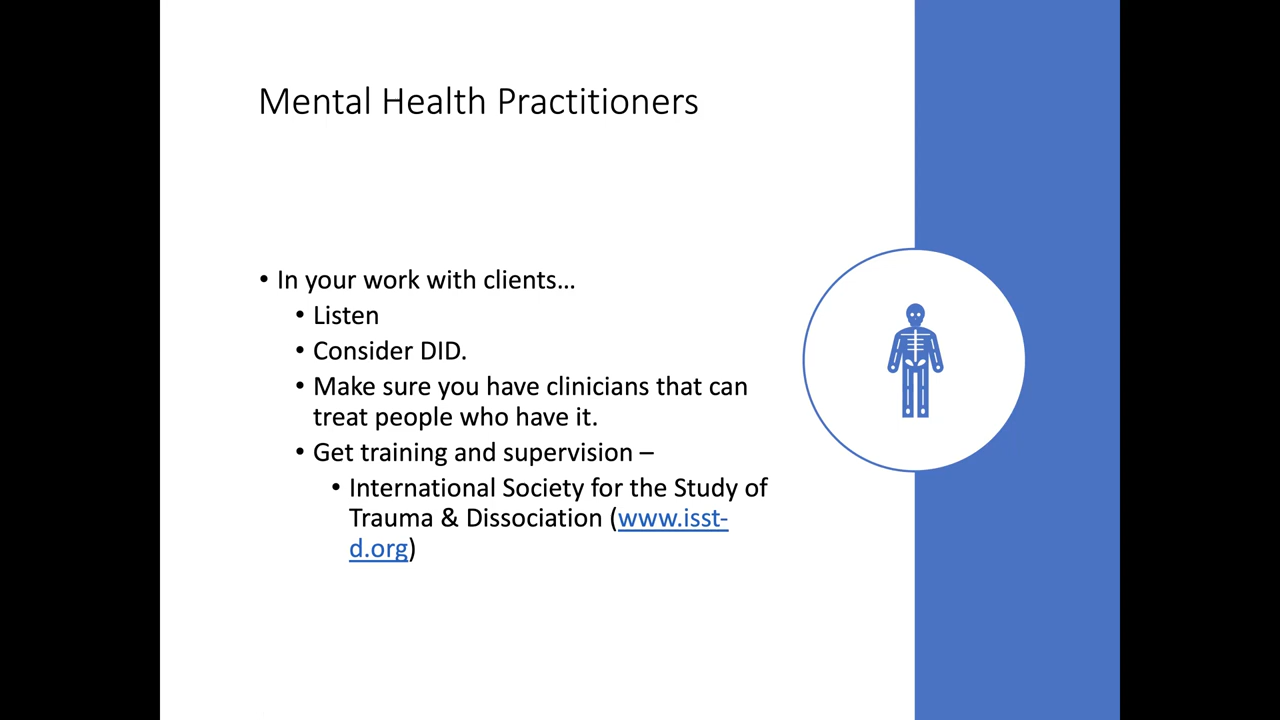 Mental Health Practitioners
• In your work with clients…
• Listen
• Consider DID.
• Make sure you have clinicians that can
treat people who have it.
• Get training and supervision –
• International Society for the Study of
Trauma & Dissociation (www.isst-
d.org)